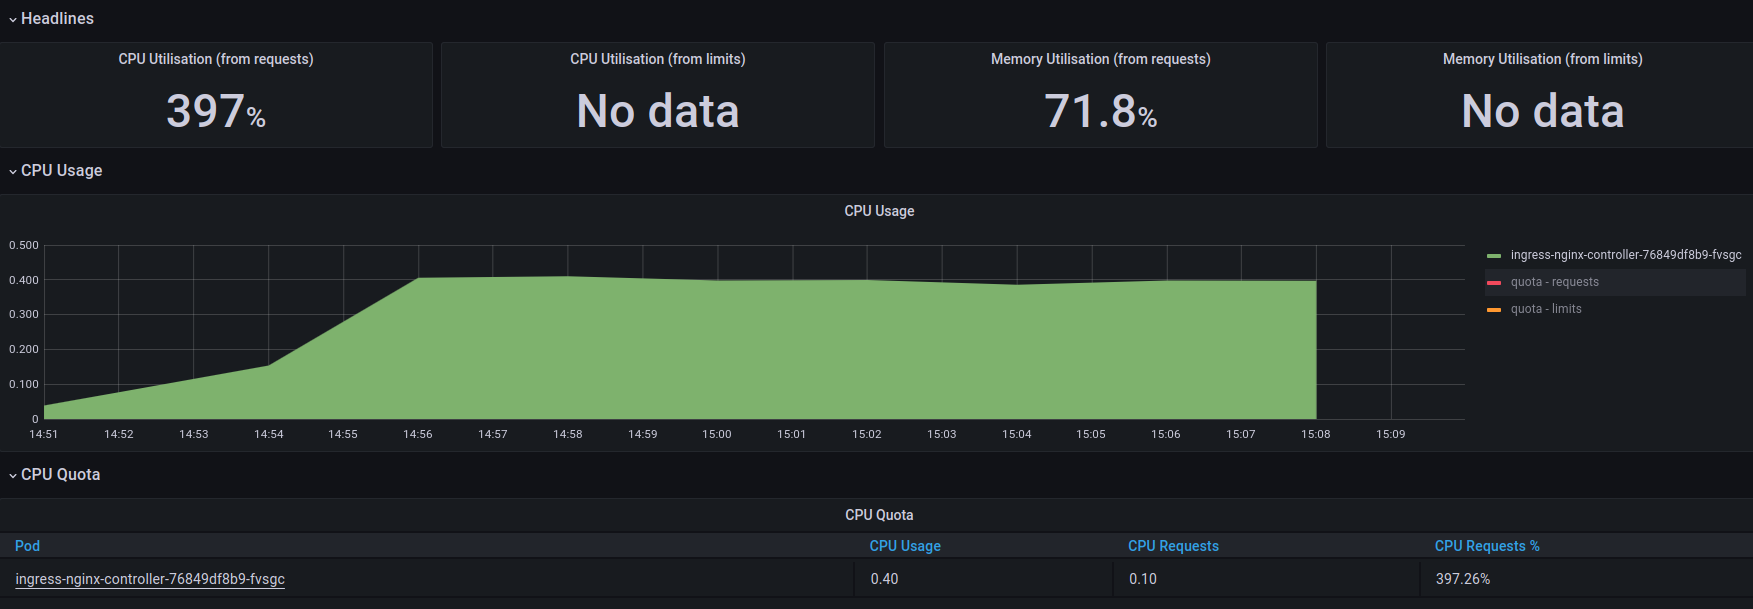 Headlines
CPU Utilisation (from requests) CPU Utilisation (from limits) Memory Utilisation (from requests) Memory Utilisation (from limits)
397% No data 71.8% No data
CPU Usage
CPU Usage
0.500
0.400
0.300
0.200
0.100
0
14:51 14:52 14:53 14:54 14:55 14:56 14:57 14:58 14:59 15:00 15:01 15:02 15:03 15:04 15:05 15:06 15:07 15:08 15:09
ingress-nginx-controller-76849df8b9-fvsgc
quota - requests
quota - limits
CPU Quota
CPU Quota
Pod CPU Usage CPU Requests CPU Requests %
ingress-nginx-controller-76849df8b9-fvsgc 0.40 0.10 397.26%